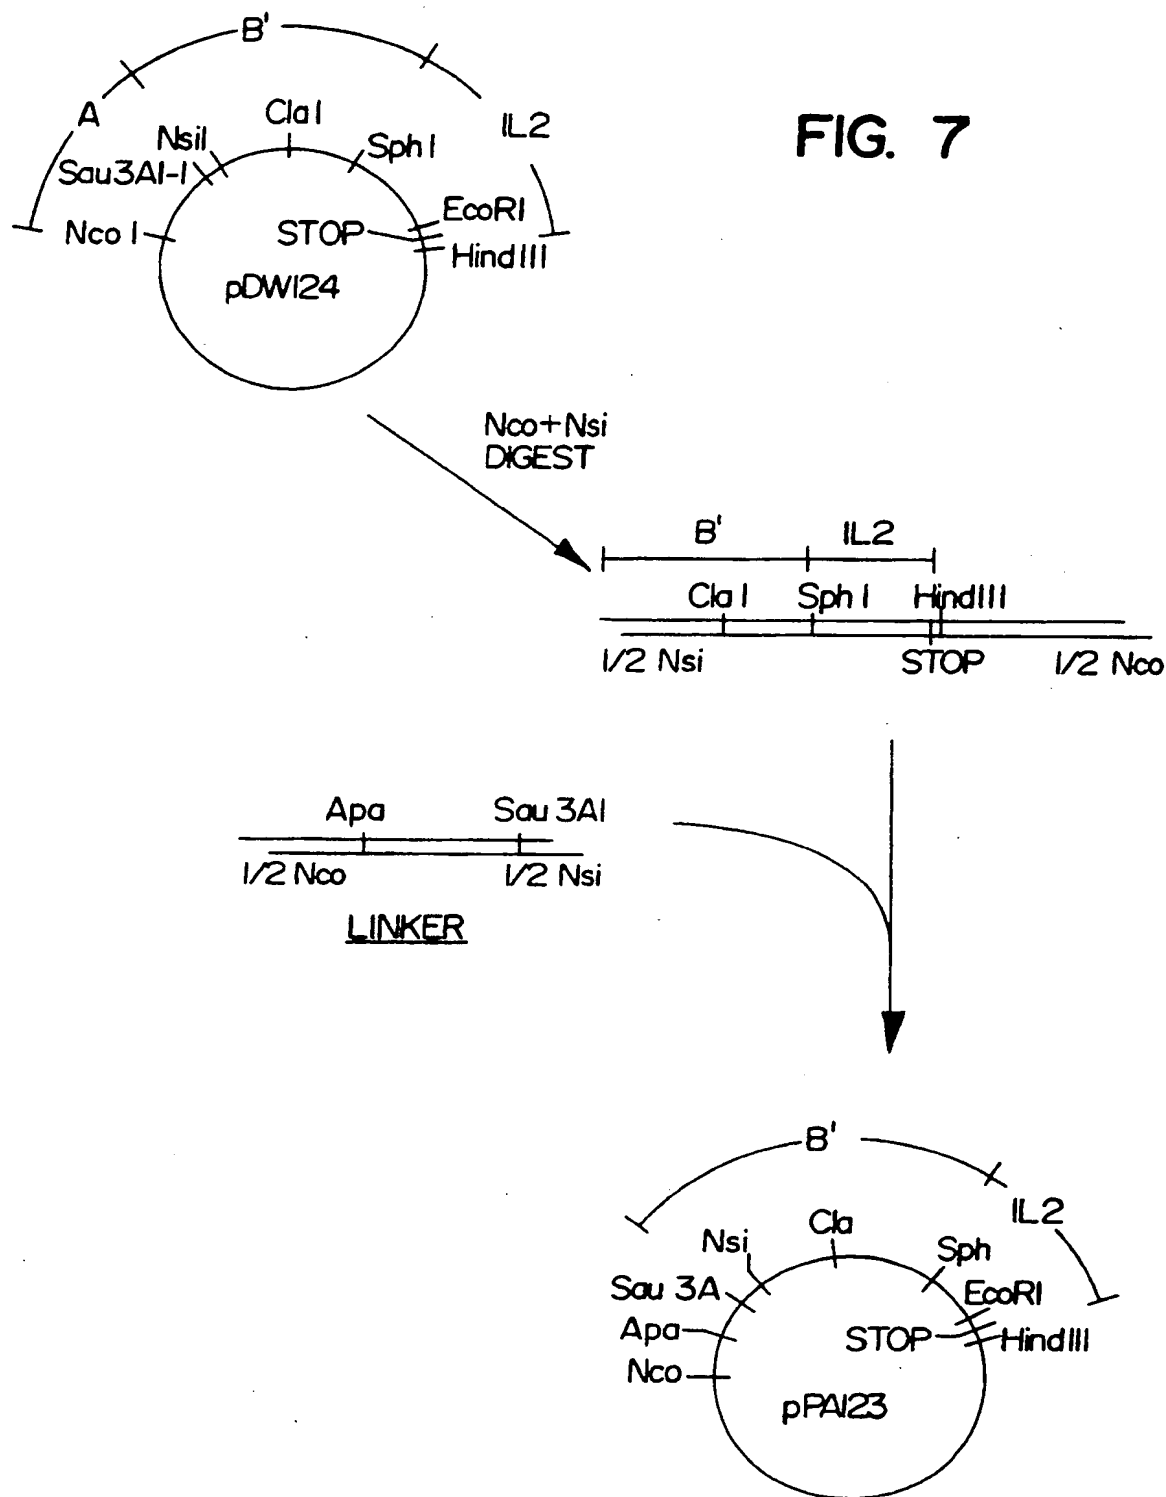 B'
A
IL2
FIG. 7
Cla I
NsiI
Sph I
Sau3AI-I
EcoRI
Nco I
STOP
HindIII
pDW124
Nco+Nsi
DIGEST
B'
IL2
Cla I
Sph I
HindIII
1/2 Nsi
STOP
1/2 Nco
Apa
Sau 3AI
1/2 Nco
1/2 Nsi
LINKER
B'
IL2
Cla
Nsi
Sph
Sau 3A
EcoRI
Apa
STOP
HindIII
Nco
pPA123